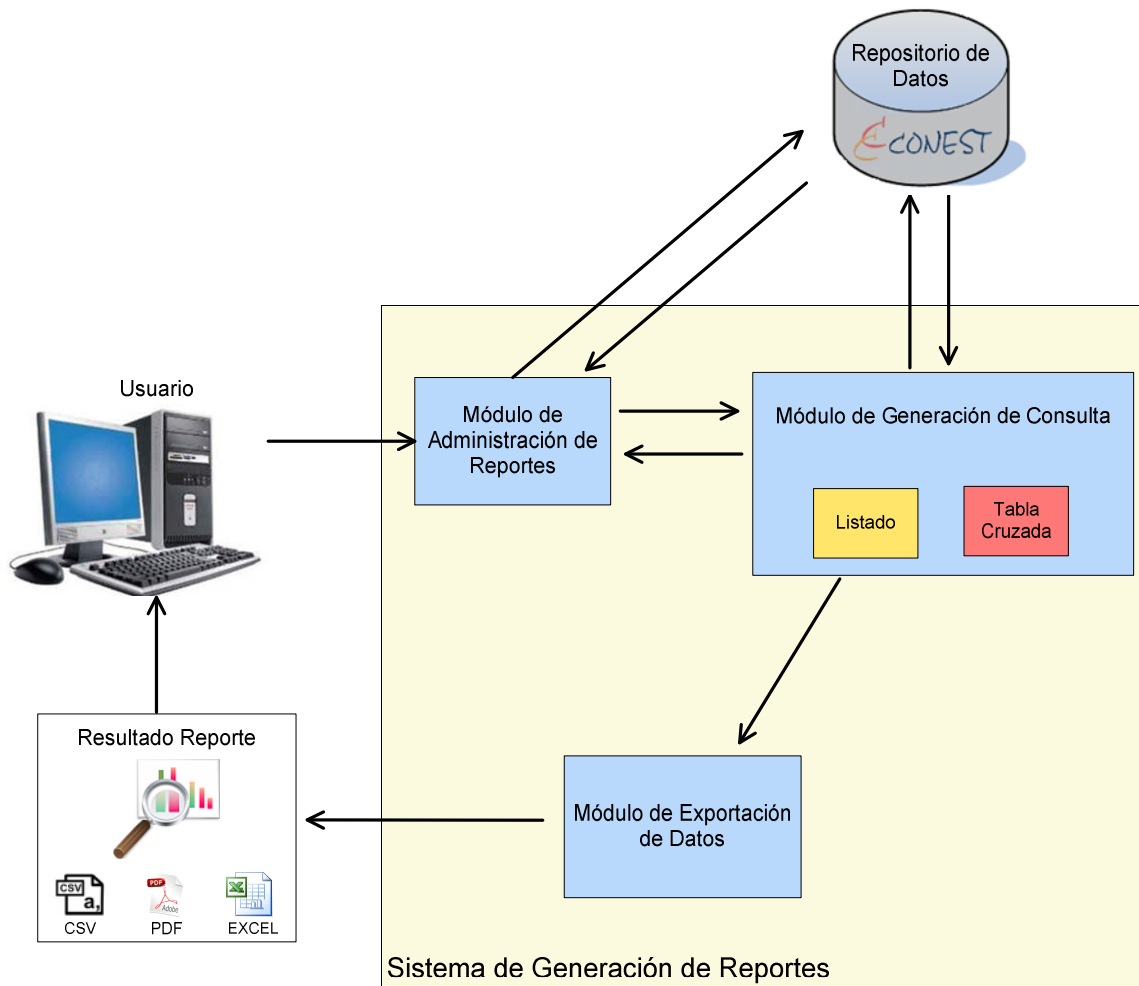 Repositorio de
Datos
ECONEST
Usuario
Módulo de
Administración de
Reportes
Módulo de Generación de Consulta
Listado
Tabla
Cruzada
Resultado Reporte
CSV
a,
CSV
PDF
Adobe
PDF
EXCEL
Módulo de Exportación
de Datos
Sistema de Generación de Reportes